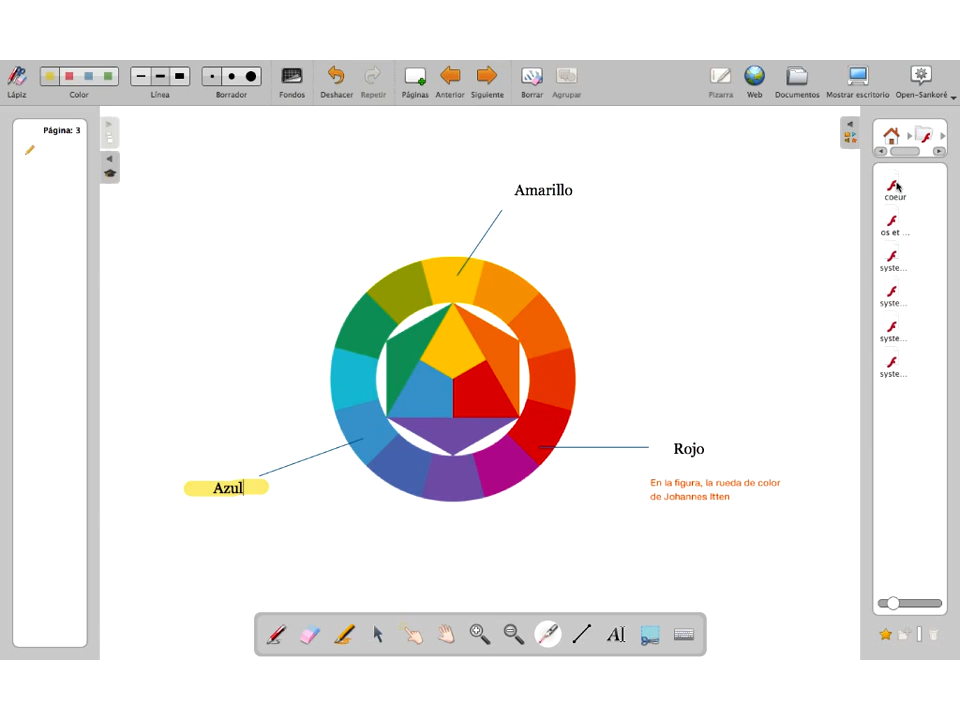 Lápiz
Color
Línea
Borrador
Fondos
Deshacer
Repetir
Páginas
Anterior
Siguiente
Borrar
Agrupar
Pizarra
Web
Documentos
Mostrar escritorio
Open-Sankoré
Página: 3
Amarillo
Rojo
Azul
En la figura, la rueda de color
de Johannes Itten
coeur
os et ...
syste...
syste...
syste...
syste...
AI